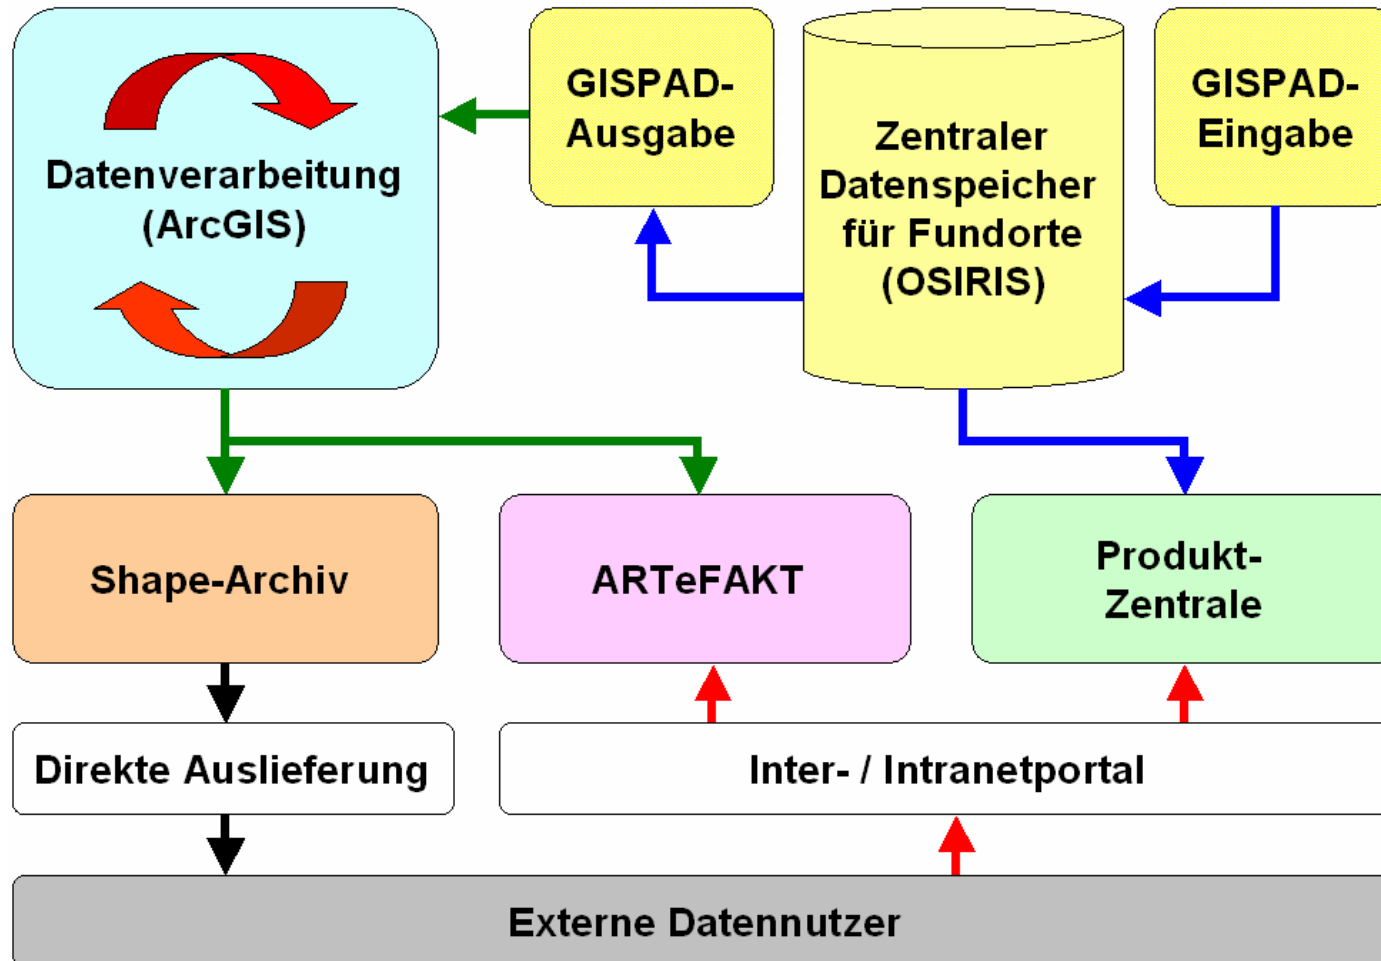 Datenverarbeitung
(ArcGIS)
GISPAD-
Ausgabe
Zentraler
Datenspeicher
für Fundorte
(OSIRIS)
GISPAD-
Eingabe
Shape-Archiv
ARTeFAKT
Produkt-
Zentrale
Direkte Auslieferung
Inter- / Intranetportal
Externe Datennutzer